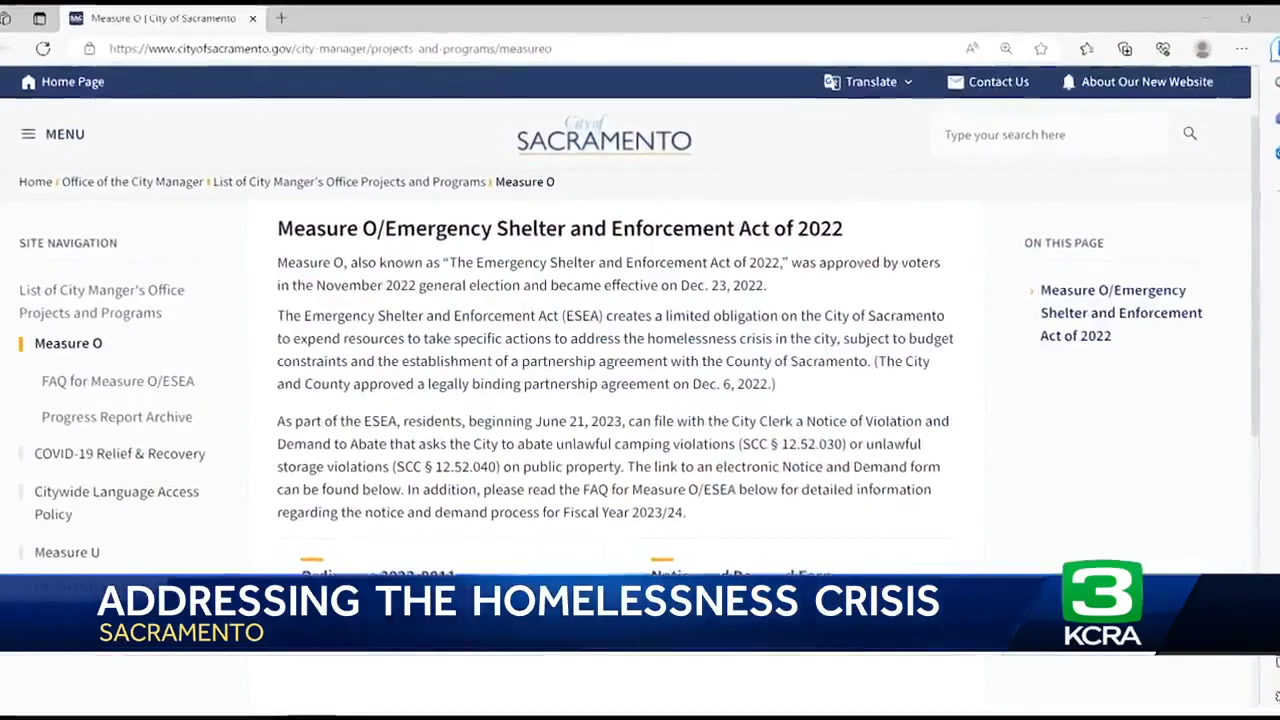 Measure O | City of Sacramento
https://www.cityofsacramento.gov/city-manager/projects-and-programs/measureo
Home Page
Translate
Contact Us
About Our New Website
MENU
City of
SACRAMENTO
Type your search here
Home
Office of the City Manager
List of City Manger's Office Projects and Programs
Measure O
SITE NAVIGATION
List of City Manger's Office
Projects and Programs
Measure O
FAQ for Measure O/ESEA
Progress Report Archive
COVID-19 Relief & Recovery
Citywide Language Access
Policy
Measure U
Measure O/Emergency Shelter and Enforcement Act of 2022
Measure O, also known as “The Emergency Shelter and Enforcement Act of 2022,” was approved by voters
in the November 2022 general election and became effective on Dec. 23, 2022.
The Emergency Shelter and Enforcement Act (ESEA) creates a limited obligation on the City of Sacramento
to expend resources to take specific actions to address the homelessness crisis in the city, subject to budget
constraints and the establishment of a partnership agreement with the County of Sacramento. (The City
and County approved a legally binding partnership agreement on Dec. 6, 2022.)
As part of the ESEA, residents, beginning June 21, 2023, can file with the City Clerk a Notice of Violation and
Demand to Abate that asks the City to abate unlawful camping violations (SCC § 12.52.030) or unlawful
storage violations (SCC § 12.52.040) on public property. The link to an electronic Notice and Demand form
can be found below. In addition, please read the FAQ for Measure O/ESEA below for detailed information
regarding the notice and demand process for Fiscal Year 2023/24.
ON THIS PAGE
Measure O/Emergency
Shelter and Enforcement
Act of 2022
ADDRESSING THE HOMELESSNESS CRISIS
SACRAMENTO
3
KCRA